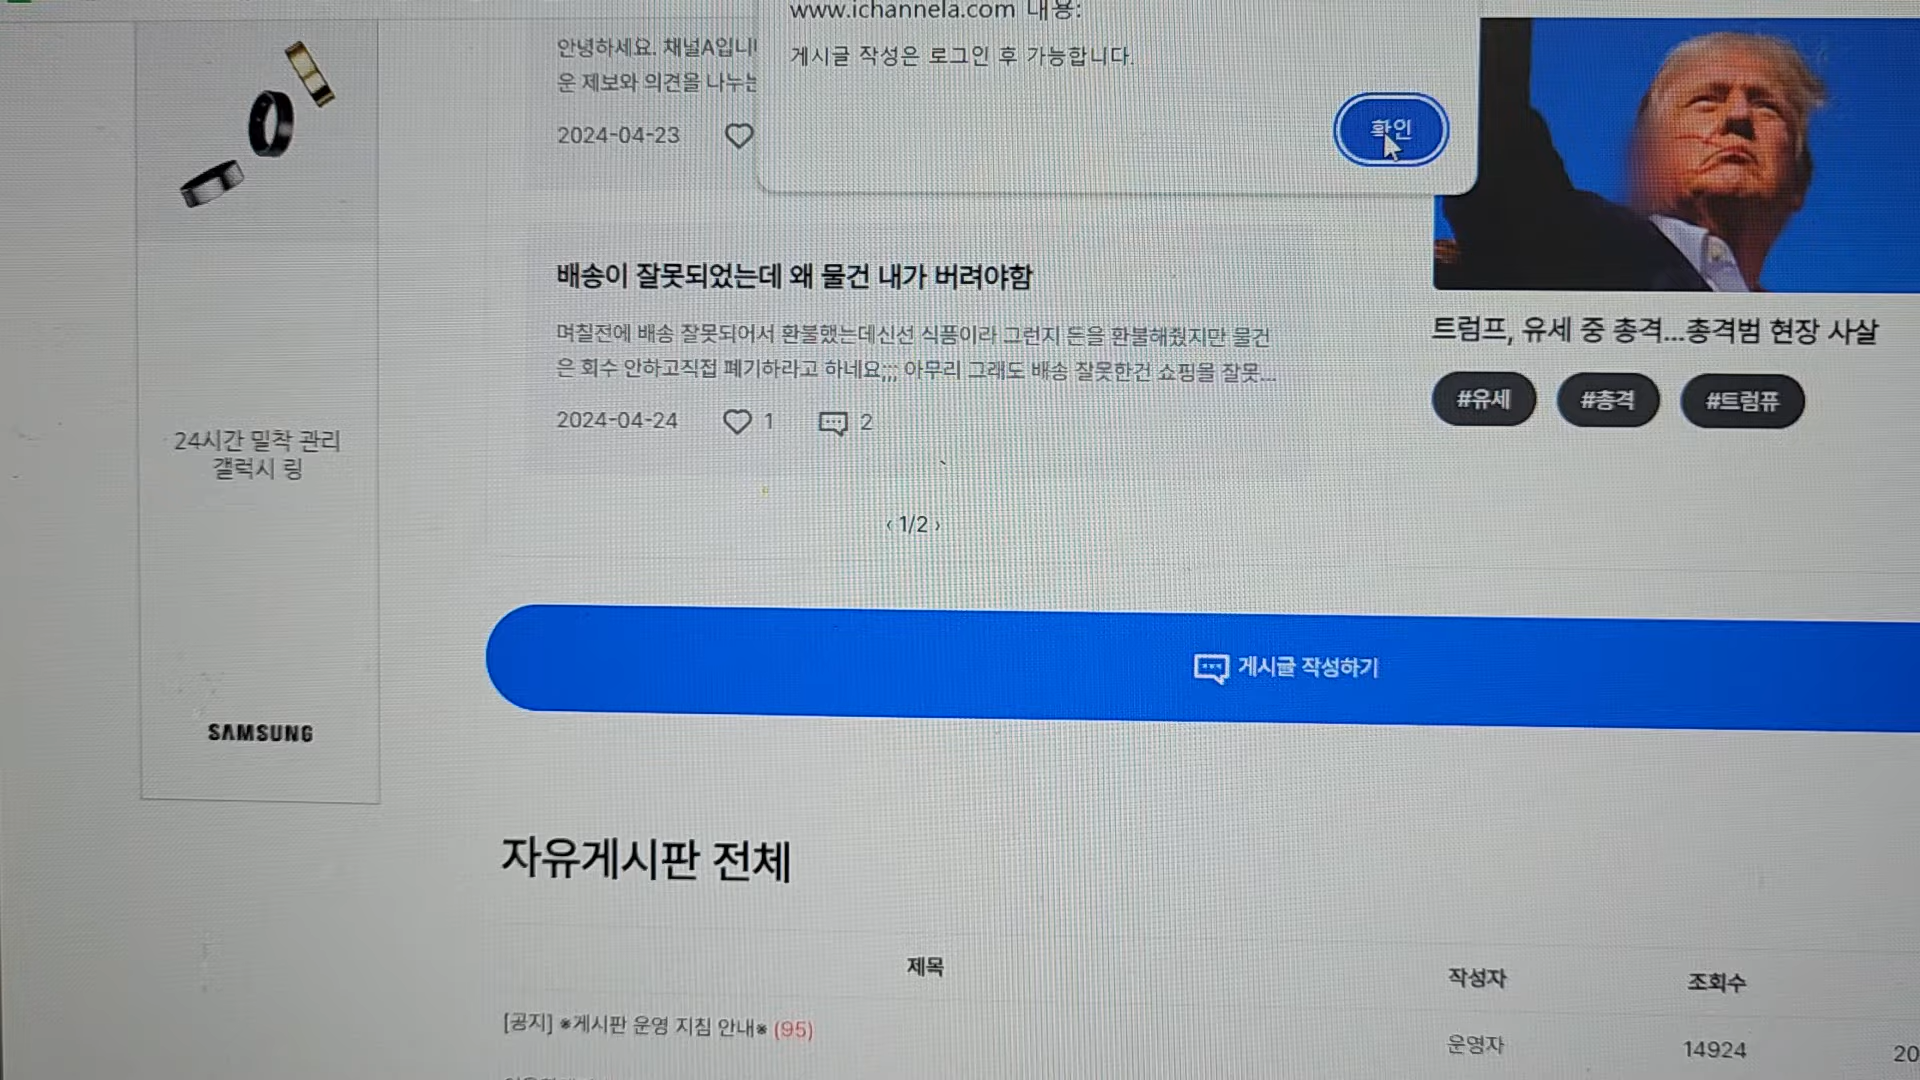 www.ichannela.com 내용:
게시글 작성은 로그인 후 가능합니다.
확인
안녕하세요. 채널A입니
운 제보와 의견을 나누는
2024-04-23
배송이 잘못되었는데 왜 물건 내가 버려야함
며칠전에 배송 잘못되어서 환불했는데신선 식품이라 그런지 돈을 환불해줬지만 물건
은 회수 안하고직접 폐기하라고 하네요;;; 아무리 그래도 배송 잘못한건 쇼핑몰 잘못...
2024-04-24 1 2
‹ 1/2 ›
트럼프, 유세 중 총격...총격범 현장 사살
#유세 #총격 #트럼퓨
24시간 밀착 관리
갤럭시 링
SAMSUNG
게시글 작성하기
자유게시판 전체
제목 작성자 조회수
[공지] ※게시판 운영 지침 안내※ (95) 운영자 14924 20